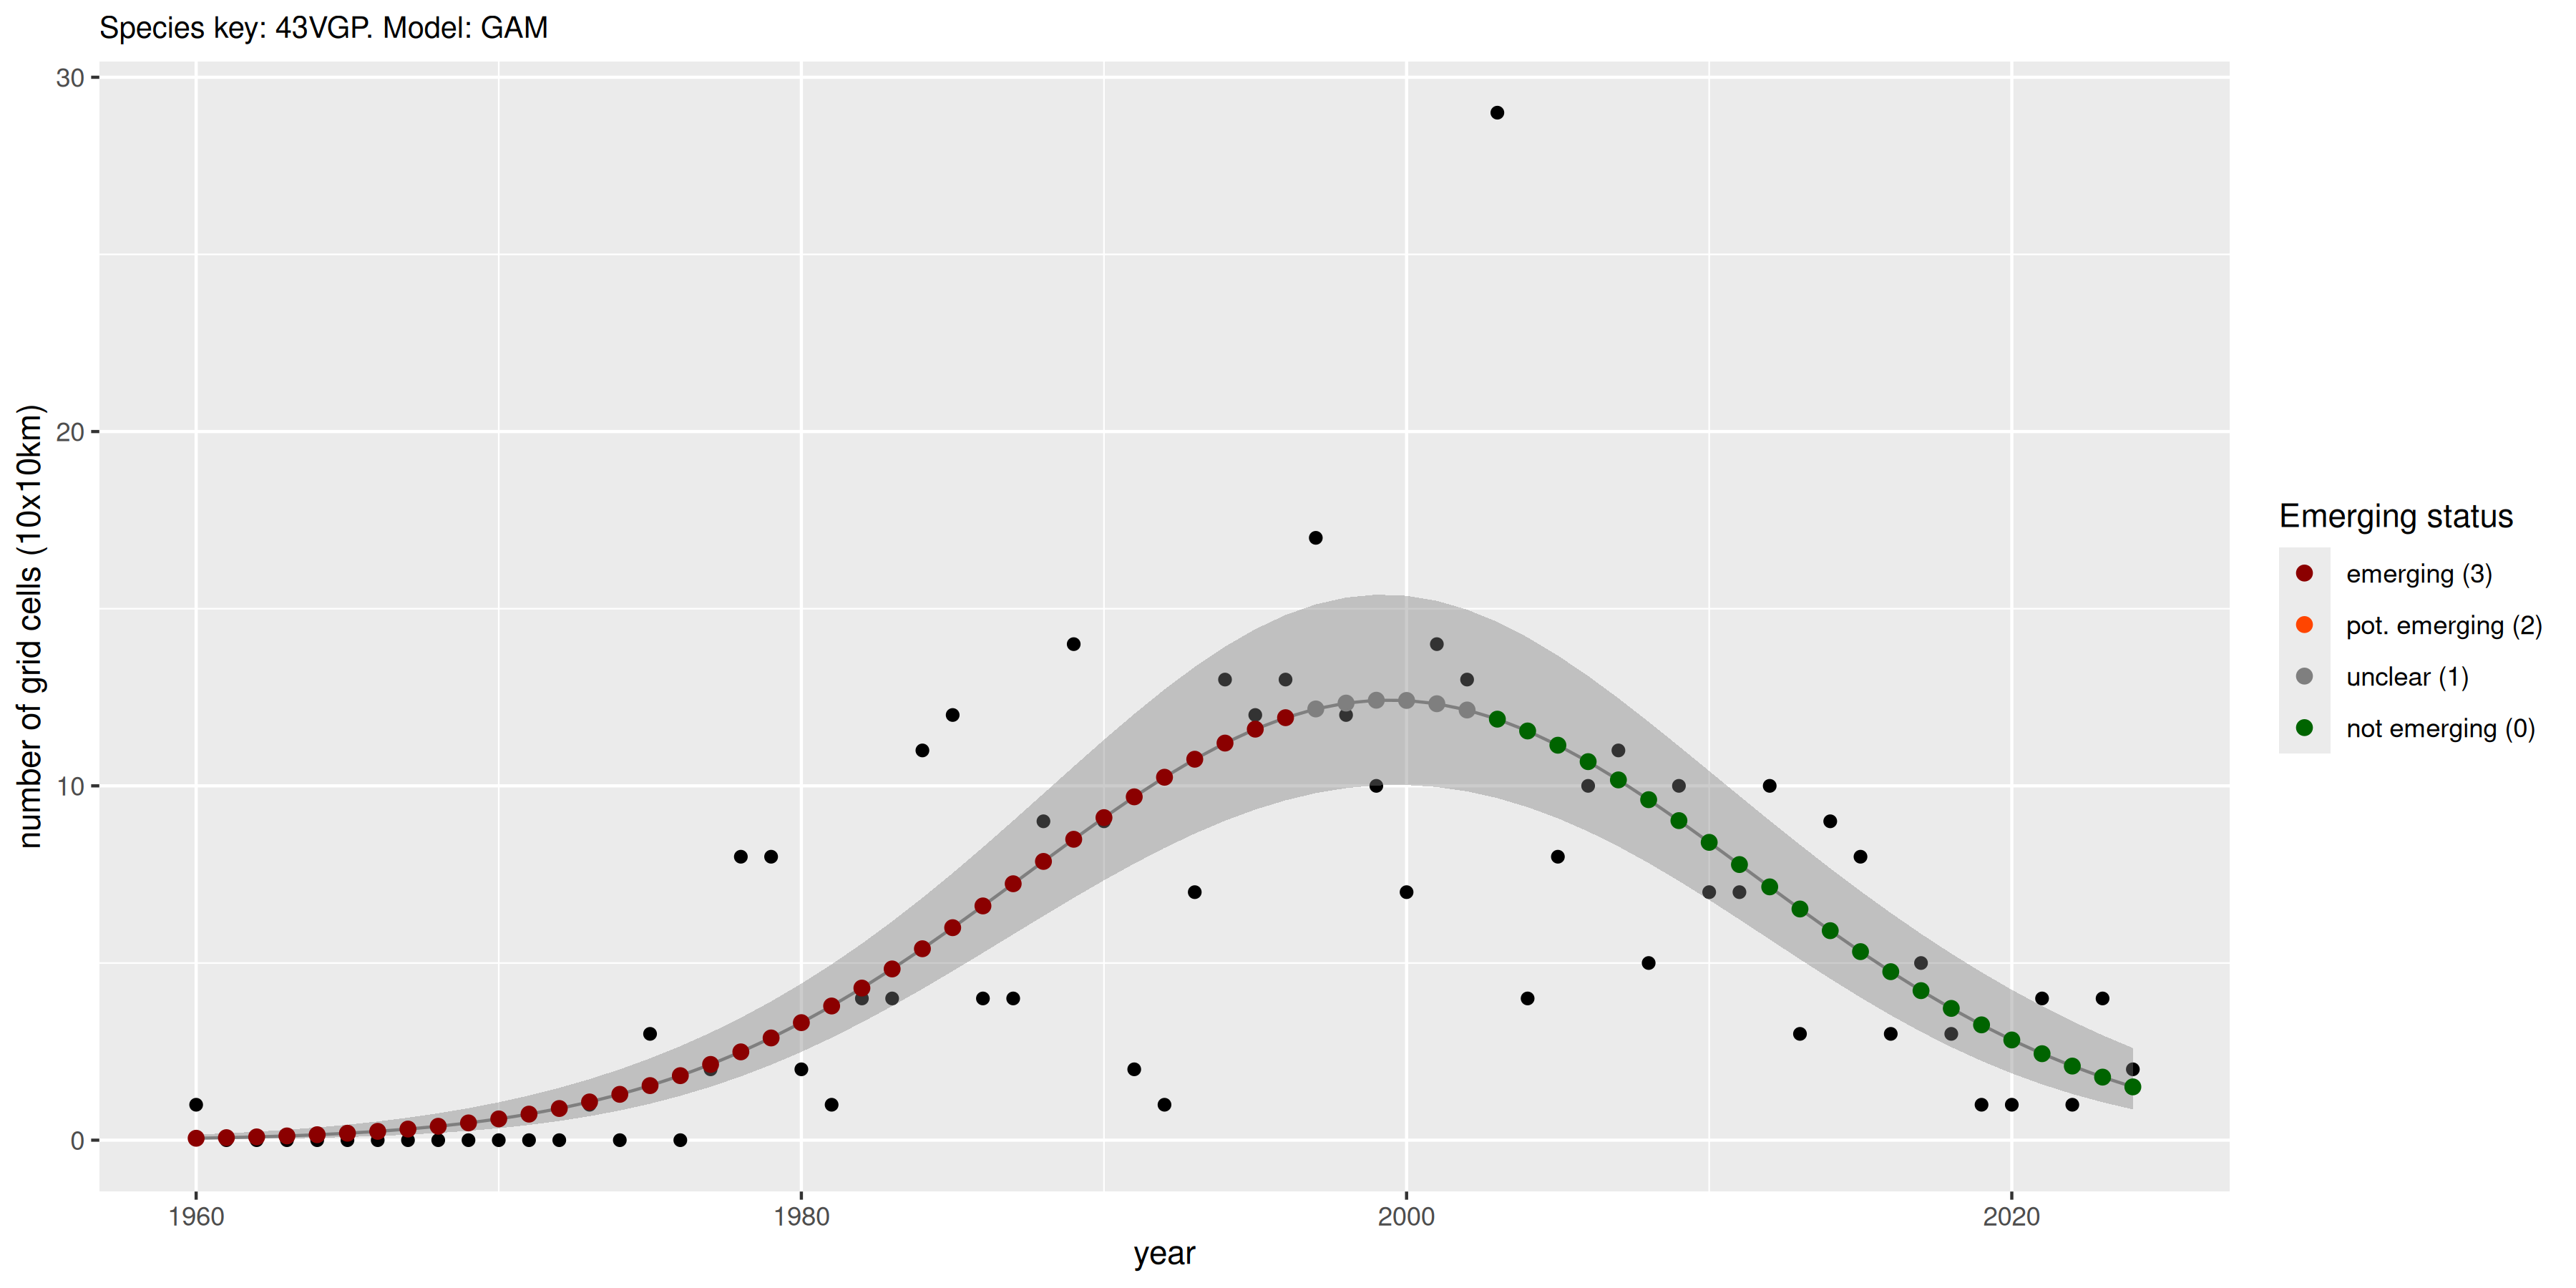 Species key: 43VGP. Model: GAM
30
20
10
0
number of grid cells (10x10km)
1960
1980
2000
2020
year
Emerging status
emerging (3)
pot. emerging (2)
unclear (1)
not emerging (0)